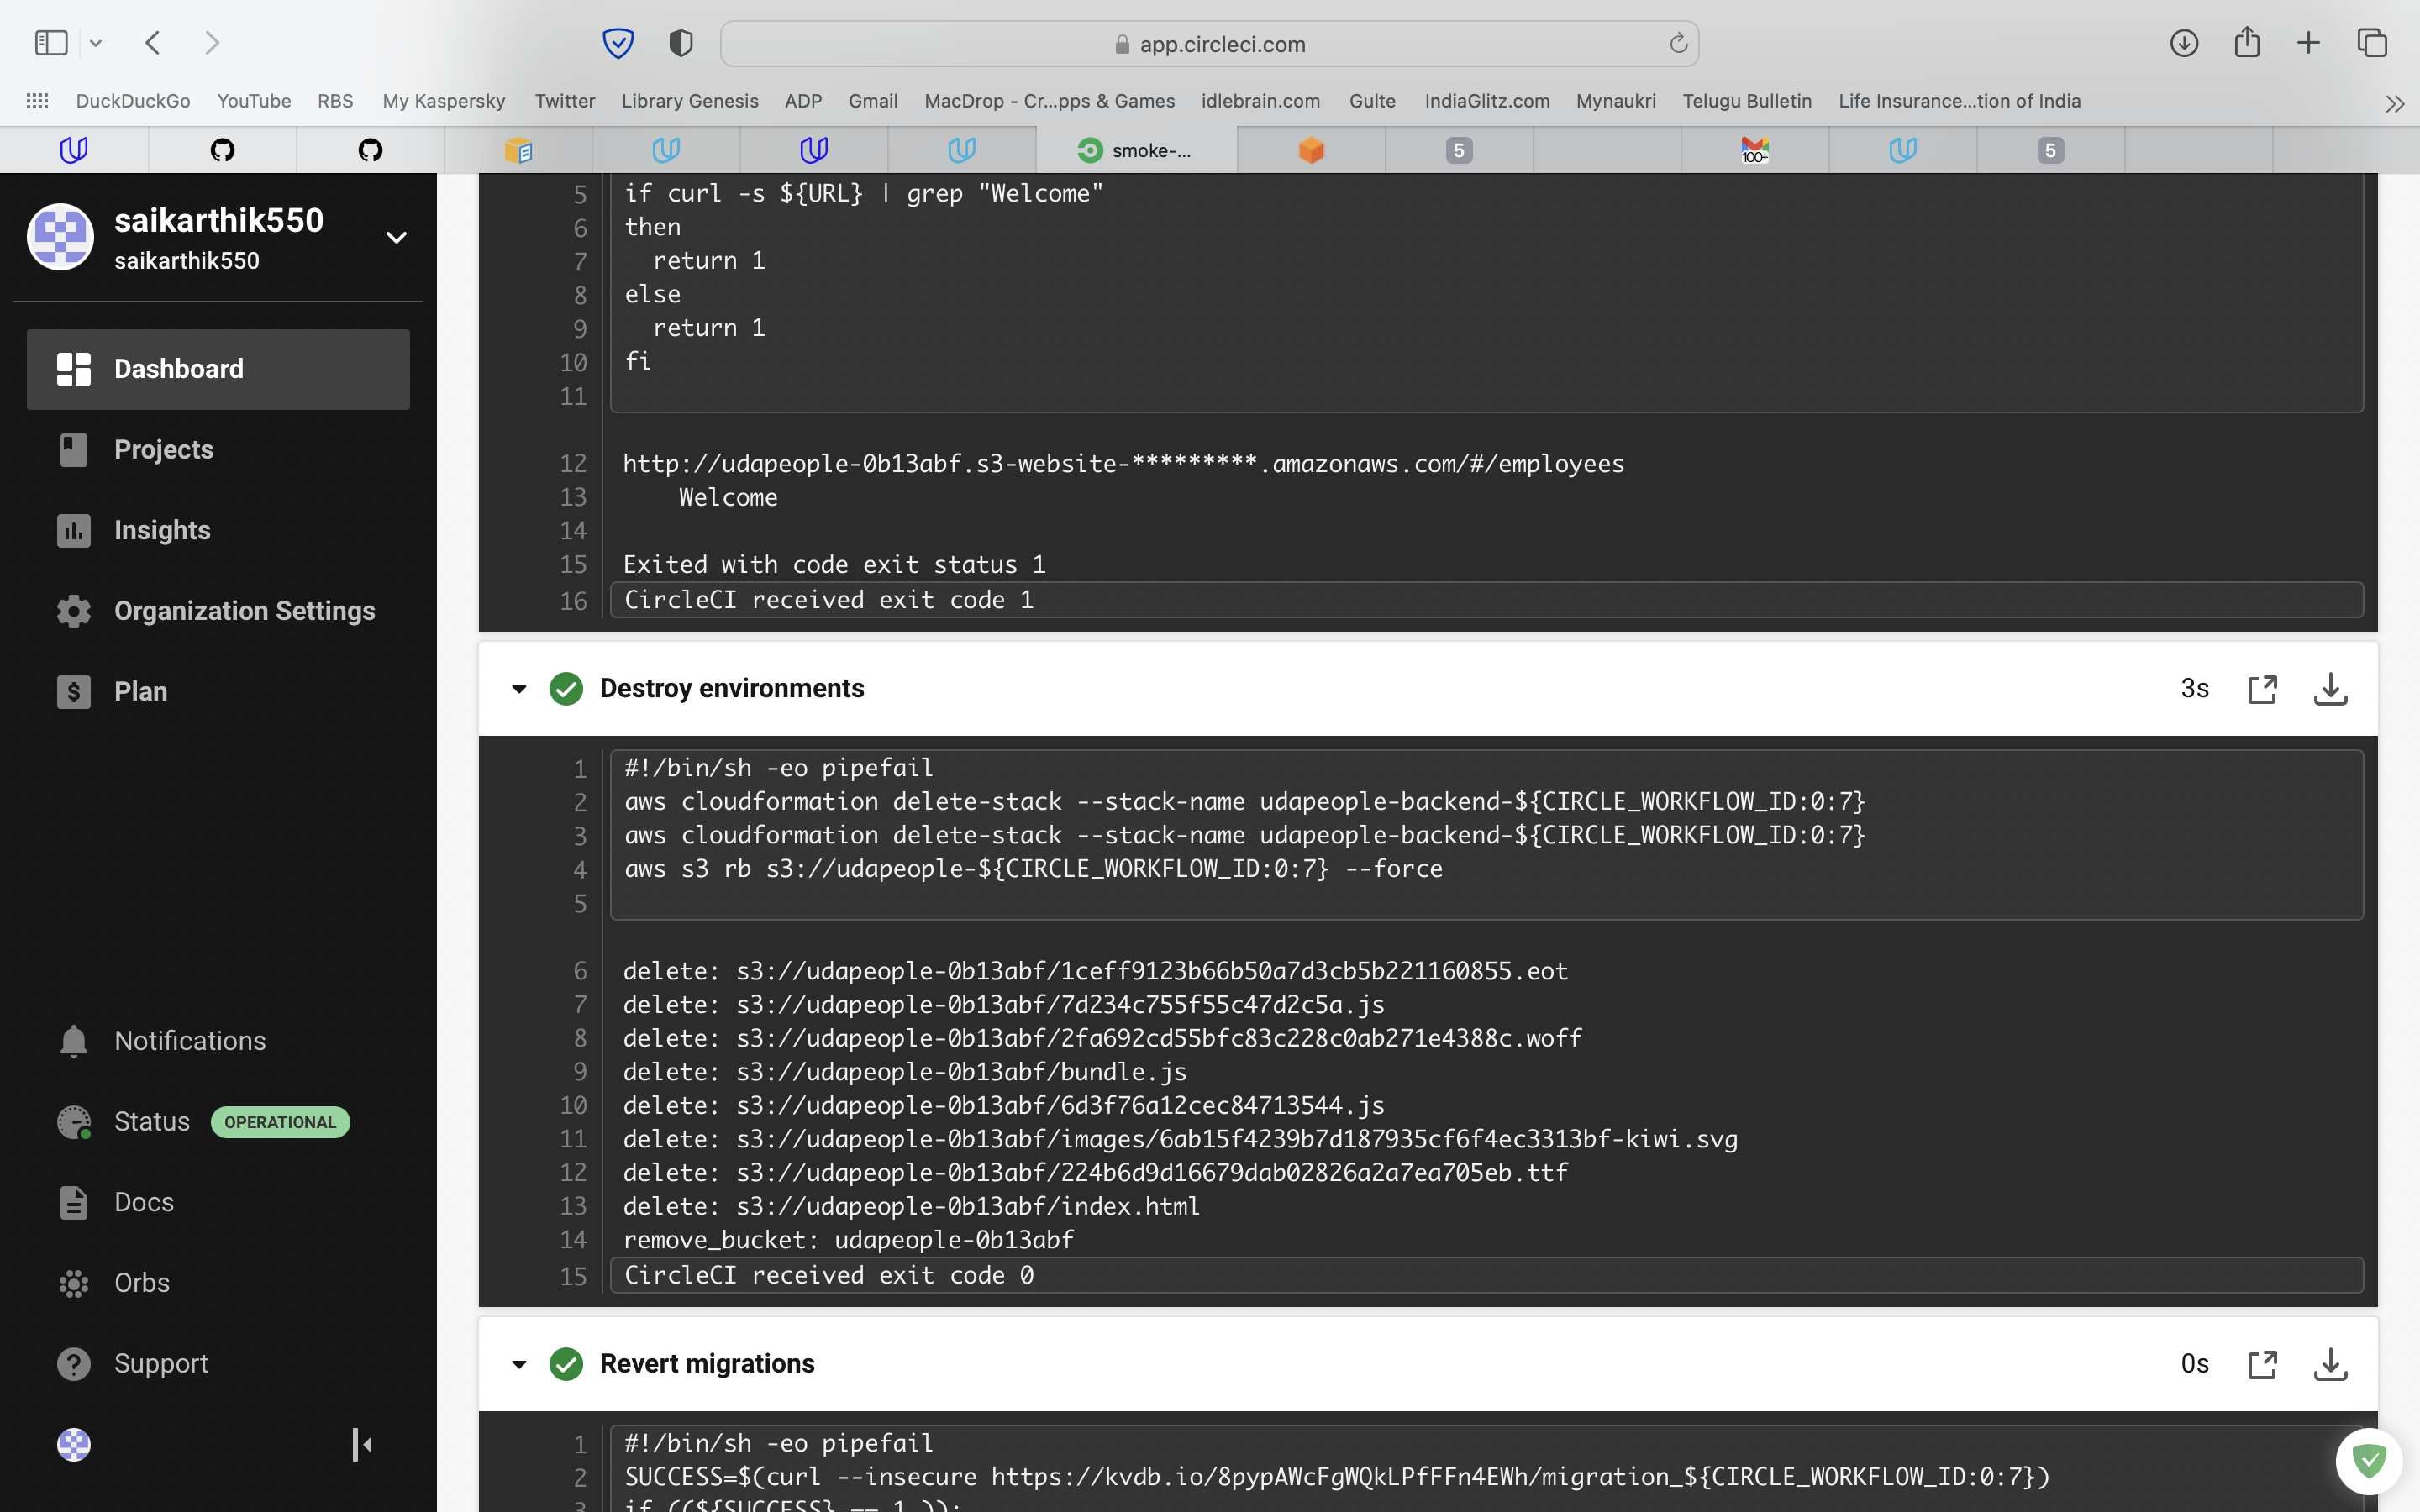 app.circleci.com
DuckDuckGo YouTube RBS My Kaspersky Twitter Library Genesis ADP Gmail MacDrop - Cr...pps & Games idlebrain.com Gulte IndiaGlitz.com Mynaukri Telugu Bulletin Life Insurance...tion of India
smoke-... 5 100+ 5
saikarthik550
saikarthik550
Dashboard
Projects
Insights
Organization Settings
Plan
Notifications
Status OPERATIONAL
Docs
Orbs
Support
5 if curl -s ${URL} | grep "Welcome"
6 then
7 return 1
8 else
9 return 1
10 fi
11
12 http://udapeople-0b13abf.s3-website-*********.amazonaws.com/#/employees
13 Welcome
14
15 Exited with code exit status 1
16 CircleCI received exit code 1
Destroy environments 3s
1 #!/bin/sh -eo pipefail
2 aws cloudformation delete-stack --stack-name udapeople-backend-${CIRCLE_WORKFLOW_ID:0:7}
3 aws cloudformation delete-stack --stack-name udapeople-backend-${CIRCLE_WORKFLOW_ID:0:7}
4 aws s3 rb s3://udapeople-${CIRCLE_WORKFLOW_ID:0:7} --force
5
6 delete: s3://udapeople-0b13abf/1ceff9123b66b50a7d3cb5b221160855.eot
7 delete: s3://udapeople-0b13abf/7d234c755f55c47d2c5a.js
8 delete: s3://udapeople-0b13abf/2fa692cd55bfc83c228c0ab271e4388c.woff
9 delete: s3://udapeople-0b13abf/bundle.js
10 delete: s3://udapeople-0b13abf/6d3f76a12cec84713544.js
11 delete: s3://udapeople-0b13abf/images/6ab15f4239b7d187935cf6f4ec3313bf-kiwi.svg
12 delete: s3://udapeople-0b13abf/224b6d9d16679dab02826a2a7ea705eb.ttf
13 delete: s3://udapeople-0b13abf/index.html
14 remove_bucket: udapeople-0b13abf
15 CircleCI received exit code 0
Revert migrations 0s
1 #!/bin/sh -eo pipefail
2 SUCCESS=$(curl --insecure https://kvdb.io/8pypAWcFgWQkLPfFFn4EWh/migration_${CIRCLE_WORKFLOW_ID:0:7})
3 if ((${SUCCESS} == 1 ));